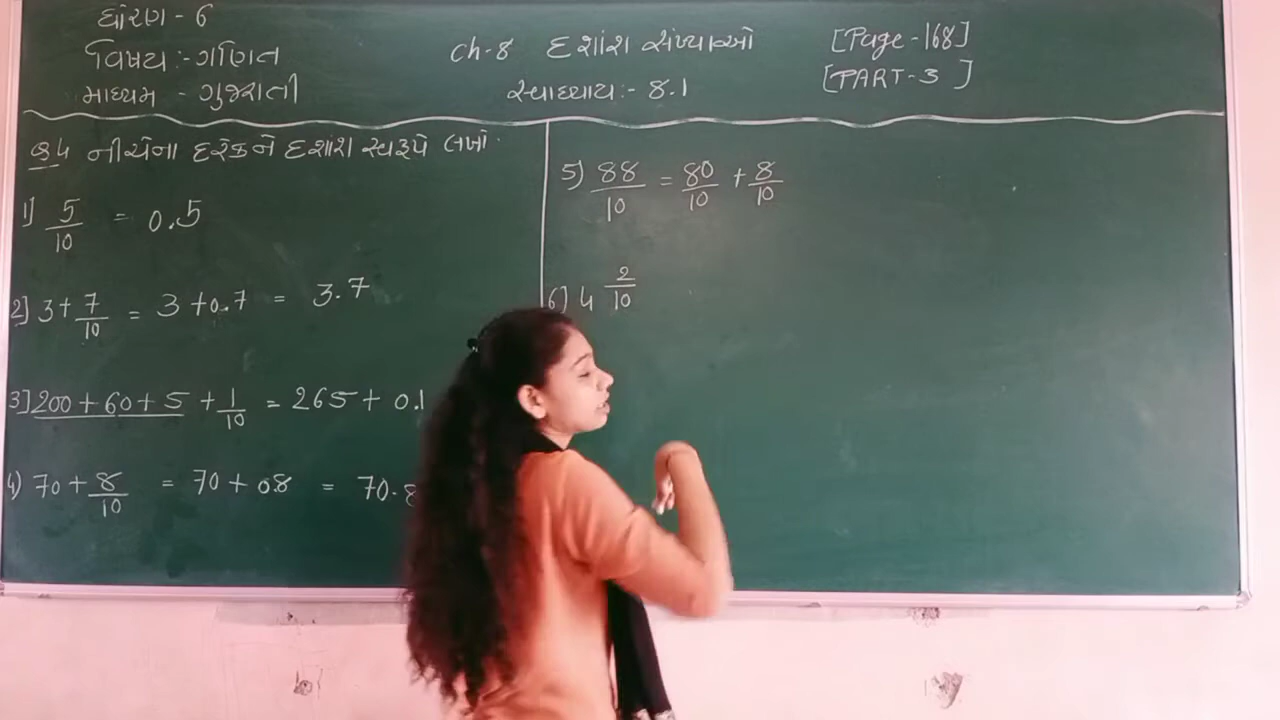 ધોરણ - 6
વિષય :- ગણિત
માધ્યમ - ગુજરાતી
Ch-8 દશાંશ સંખ્યાઓ
સ્વાધ્યાય :- 8.1
[Page - 168]
[PART-3]
પ્ર 4 નીચેના દરેકને દશાંશ સ્વરૂપે લખો.
1] 5/10 = 0.5
2] 3 + 7/10 = 3 + 0.7 = 3.7
3] 200 + 60 + 5 + 1/10 = 265 + 0.1
4) 70 + 8/10 = 70 + 0.8 = 70.8
5) 88/10 = 80/10 + 8/10
6) 4 2/10